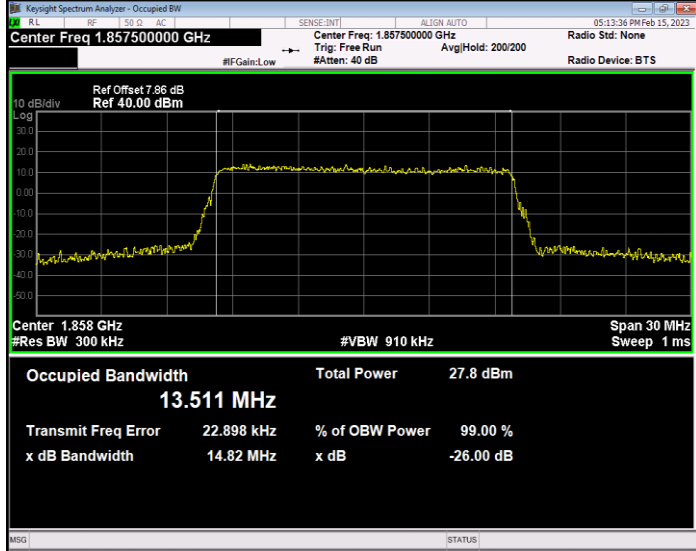 Keysight Spectrum Analyzer - Occupied BW
RL RF 50 Ω AC SENSE:INT ALIGN AUTO 05:13:36 PM Feb 15, 2023
Center Freq 1.857500000 GHz Center Freq: 1.857500000 GHz Radio Std: None
Trig: Free Run Avg|Hold: 200/200
#IFGain:Low #Atten: 40 dB Radio Device: BTS
Ref Offset 7.86 dB
10 dB/div Ref 40.00 dBm
Log
30.0
20.0
10.0
0.00
-10.0
-20.0
-30.0
-40.0
-50.0
Center 1.858 GHz Span 30 MHz
#Res BW 300 kHz #VBW 910 kHz Sweep 1 ms
Occupied Bandwidth Total Power 27.8 dBm
13.511 MHz
Transmit Freq Error 22.898 kHz % of OBW Power 99.00 %
x dB Bandwidth 14.82 MHz x dB -26.00 dB
MSG STATUS